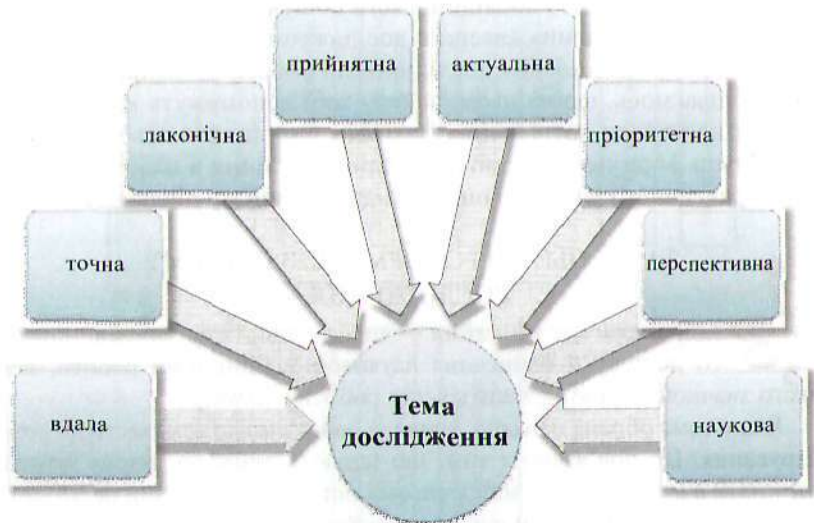 прийнятна
актуальна
лаконічна
пріоритетна
точна
перспективна
вдала
Тема
дослідження
наукова